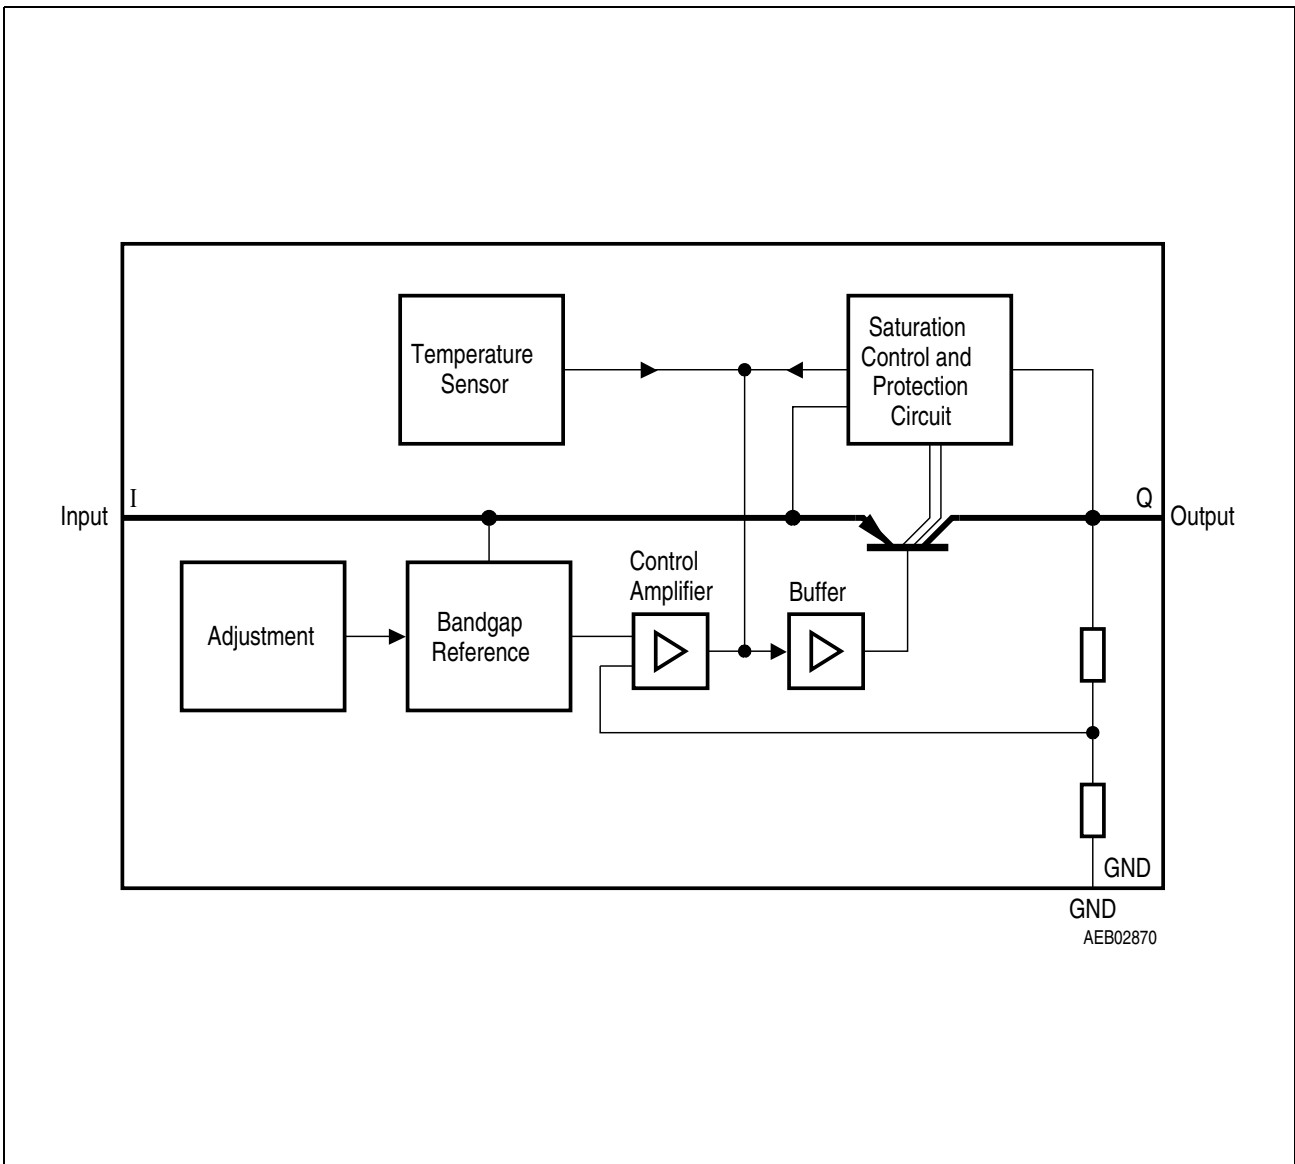 Temperature
Sensor
Saturation
Control and
Protection
Circuit
I
Q
Input
Output
Control
Amplifier
Buffer
Adjustment
Bandgap
Reference
GND
GND
AEB02870